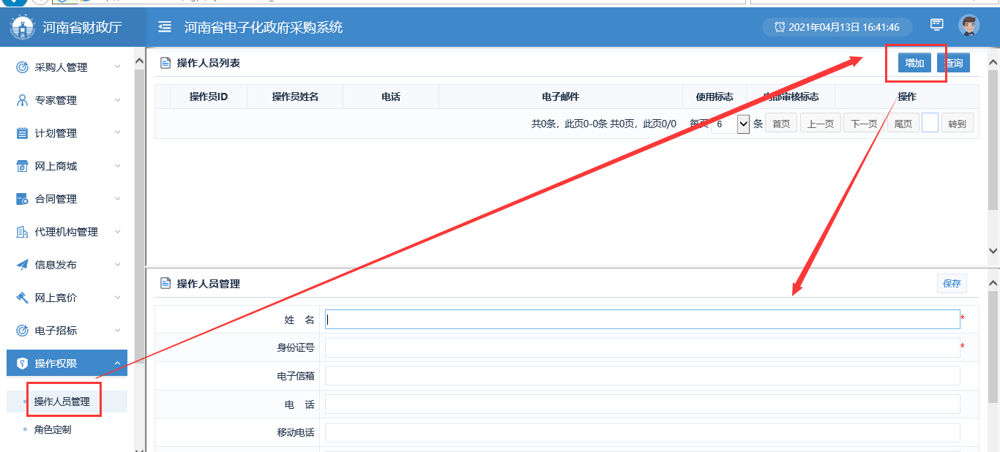 河南省财政厅
河南省电子化政府采购系统
2021年04月13日 16:41:46
采购人管理
专家管理
计划管理
网上商城
合同管理
代理机构管理
信息发布
网上竞价
电子招标
操作权限
操作人员管理
角色定制
操作人员列表
增加 查询
操作员ID 操作员姓名 电话 电子邮件 使用标志 内部审核标志 操作
共0条，此页0-0条 共0页，此页0/0 每页 6 条 首页 上一页 下一页 尾页 转到
操作人员管理
保存
姓 名 *
身份证号 *
电子信箱
电 话
移动电话